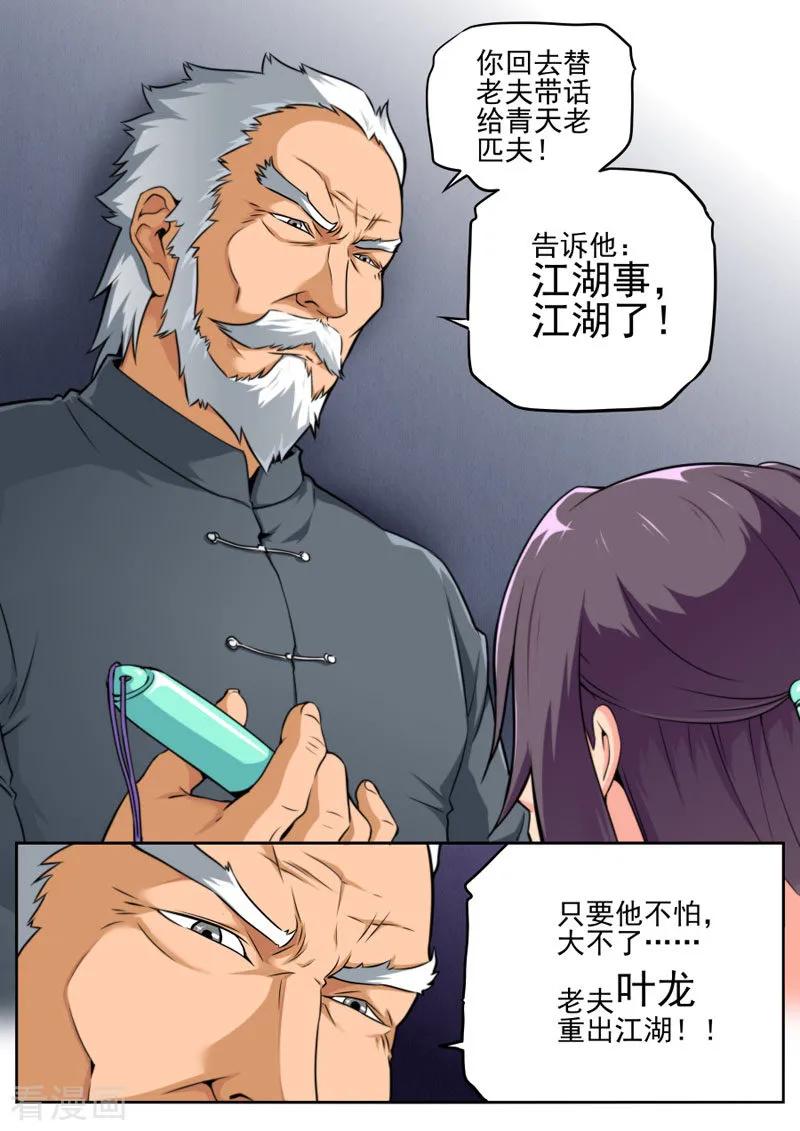 你回去替
老夫带话
给青天老
匹夫！
告诉他：
江湖事，
江湖了！
只要他不怕，
大不了……
老夫叶龙
重出江湖！！
看漫画